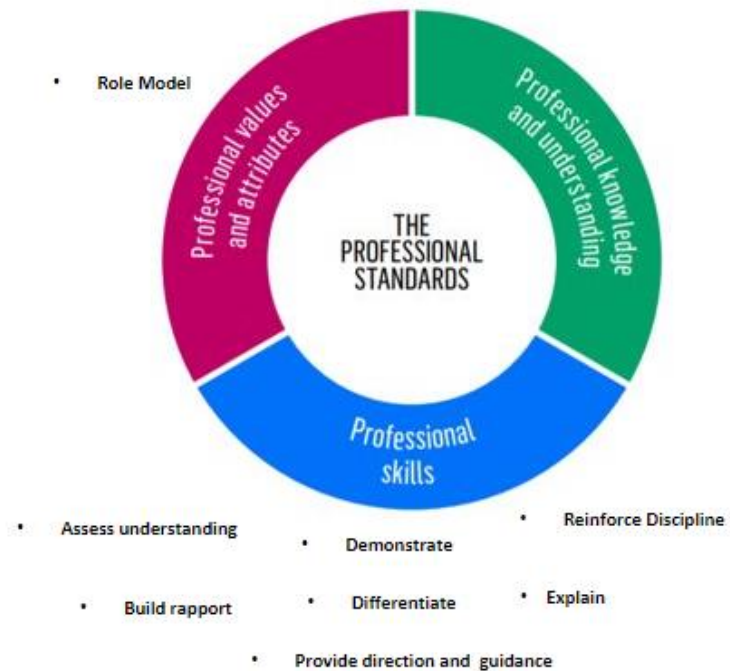 • Role Model
Professional values
and attributes
Professional knowledge
and understanding
THE
PROFESSIONAL
STANDARDS
Professional
skills
• Assess understanding
• Demonstrate
• Reinforce Discipline
• Build rapport
• Differentiate
• Explain
• Provide direction and guidance